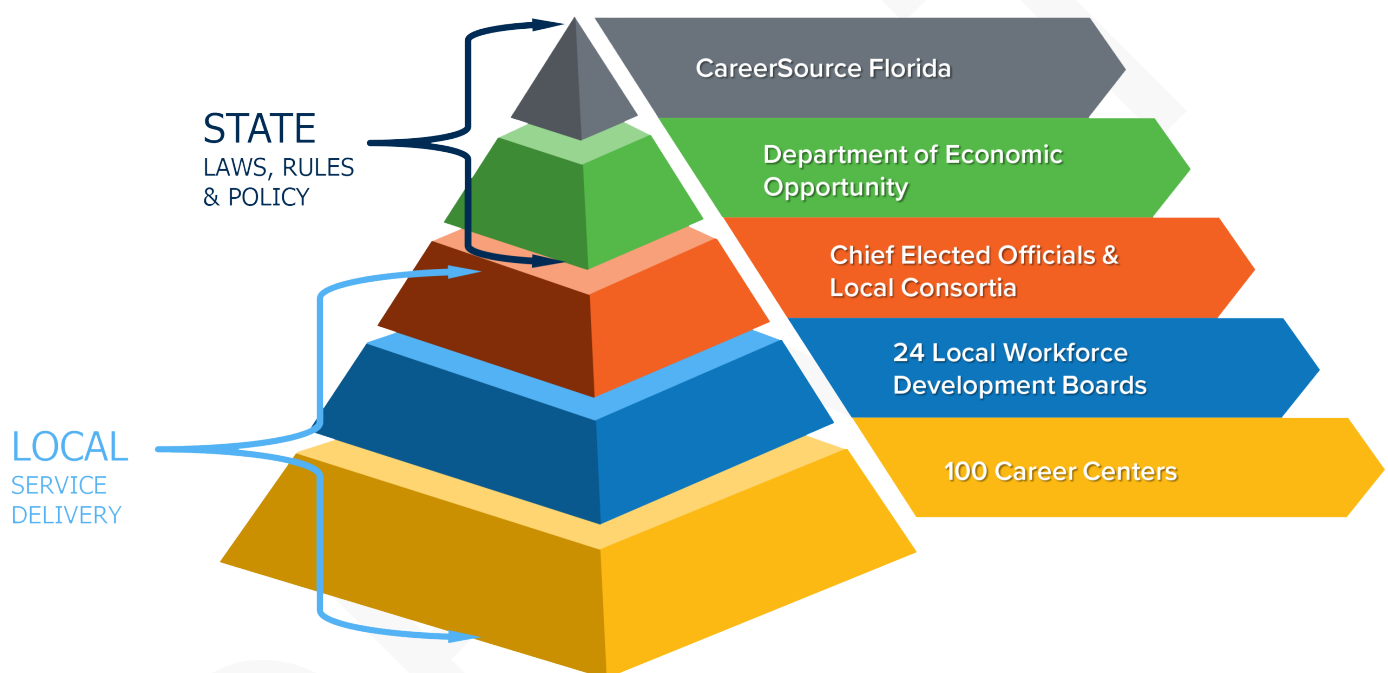 CareerSource Florida
STATE
LAWS, RULES
& POLICY
Department of Economic
Opportunity
Chief Elected Officials &
Local Consortia
24 Local Workforce
Development Boards
LOCAL
SERVICE
DELIVERY
100 Career Centers